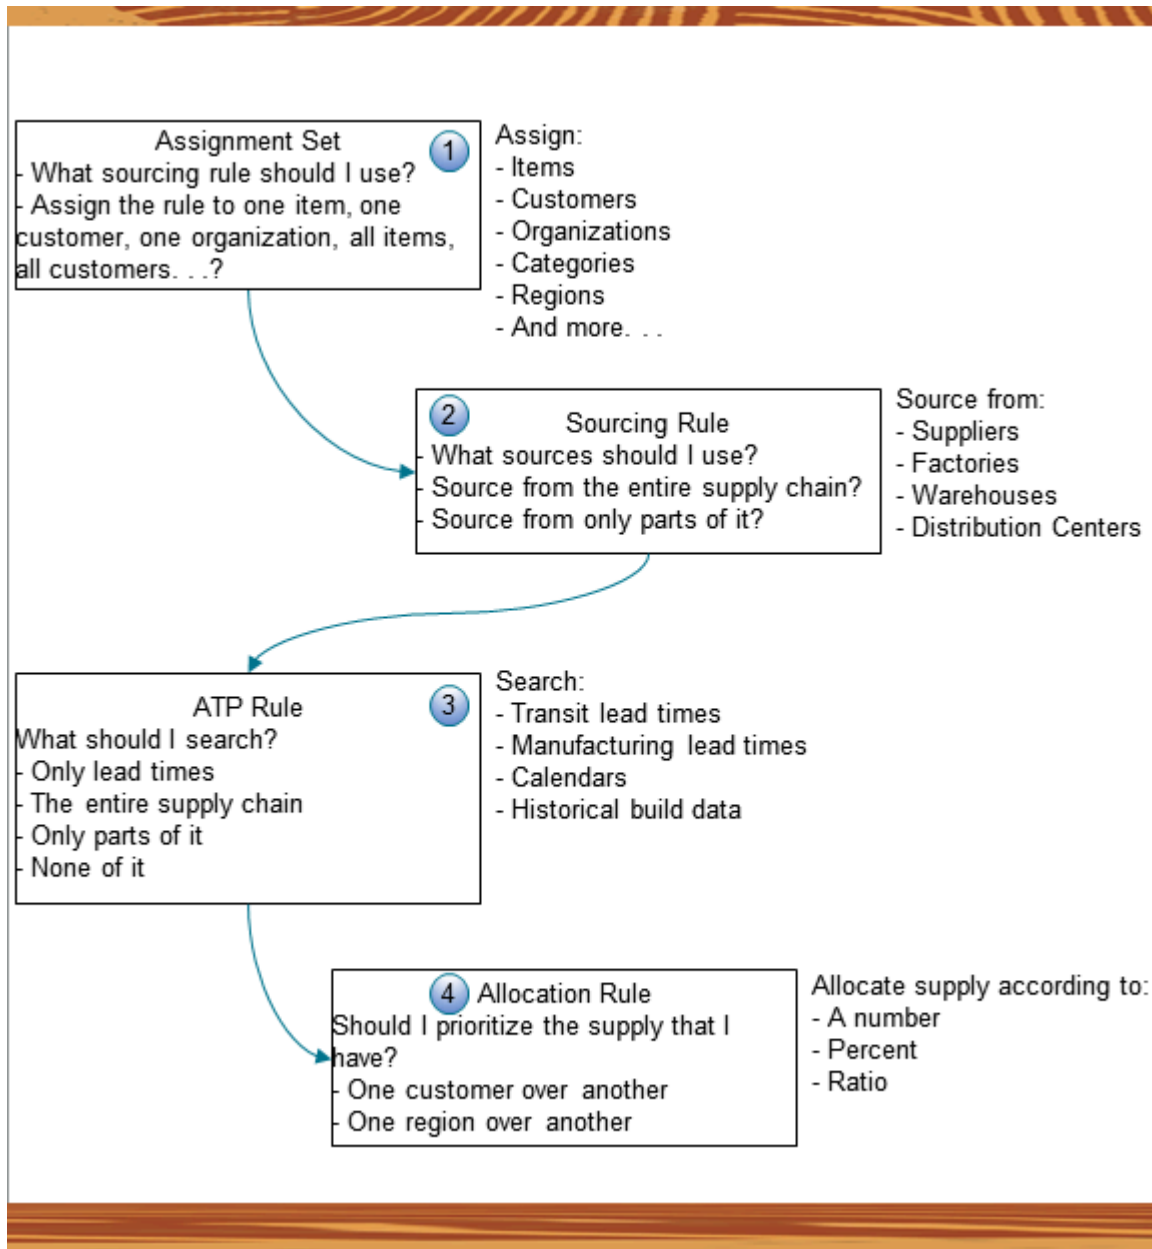 Assignment Set
1
- What sourcing rule should I use?
- Assign the rule to one item, one
customer, one organization, all items,
all customers. . .?
Assign:
- Items
- Customers
- Organizations
- Categories
- Regions
- And more. . .
2
Sourcing Rule
- What sources should I use?
- Source from the entire supply chain?
- Source from only parts of it?
Source from:
- Suppliers
- Factories
- Warehouses
- Distribution Centers
ATP Rule
3
What should I search?
- Only lead times
- The entire supply chain
- Only parts of it
- None of it
Search:
- Transit lead times
- Manufacturing lead times
- Calendars
- Historical build data
4
Allocation Rule
Should I prioritize the supply that I
have?
- One customer over another
- One region over another
Allocate supply according to:
- A number
- Percent
- Ratio